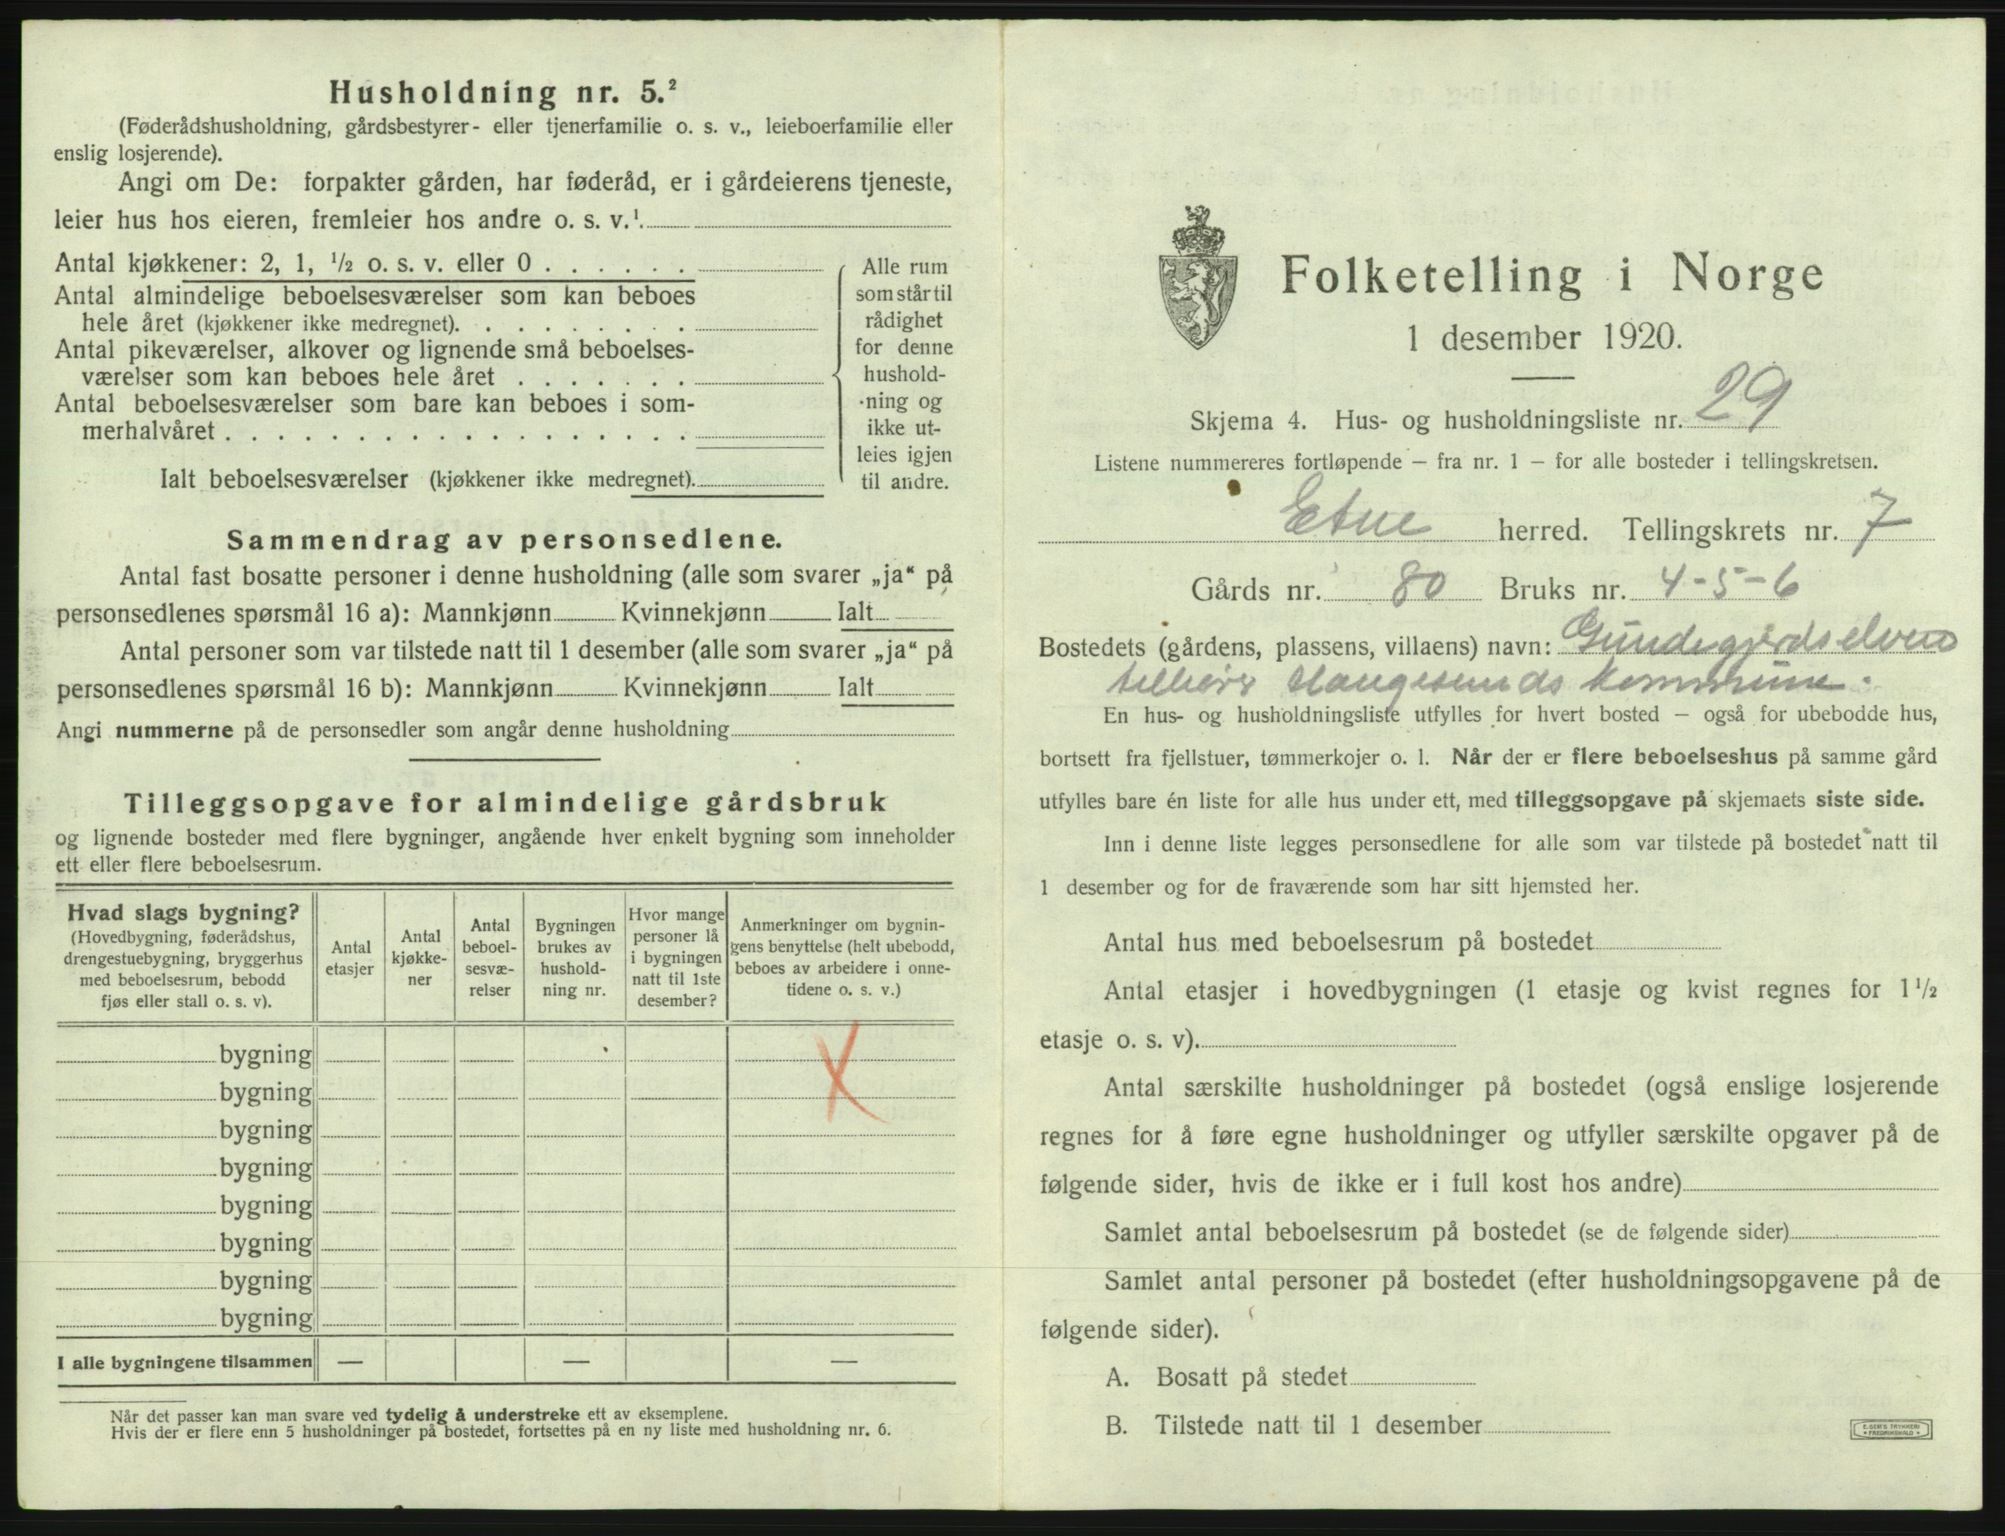 Husholdning nr. 5.²
(Føderådshusholdning, gårdsbestyrer- eller tjenerfamilie o. s. v., leieboerfamilie eller
enslig losjerende).
Angi om De: forpakter gården, har føderåd, er i gårdeierens tjeneste,
leier hus hos eieren, fremleier hos andre o. s. v.¹
Antal kjøkkener: 2, 1, ½ o. s. v. eller 0 . . . . . .
Antal almindelige beboelsesværelser som kan beboes
hele året (kjøkkener ikke medregnet). . . . . . . . .
Antal pikeværelser, alkover og lignende små beboelses-
værelser som kan beboes hele året . . . . . . .
Antal beboelsesværelser som bare kan beboes i som-
merhalvåret . . . . . . . . . . . . . . . . . .
Ialt beboelsesværelser (kjøkkener ikke medregnet).
Alle rum
som står til
rådighet
for denne
hushold-
ning og
ikke ut-
leies igjen
til andre.
Sammendrag av personsedlene.
Antal fast bosatte personer i denne husholdning (alle som svarer „ja“ på
personsedlenes spørsmål 16 a): Mannkjønn Kvinnekjønn Ialt
Antal personer som var tilstede natt til 1 desember (alle som svarer „ja“ på
personsedlenes spørsmål 16 b): Mannkjønn Kvinnekjønn Ialt
Angi nummerne på de personsedler som angår denne husholdning
Tilleggsopgave for almindelige gårdsbruk
og lignende bosteder med flere bygninger, angående hver enkelt bygning som inneholder
ett eller flere beboelsesrum.
Hvad slags bygning?
(Hovedbygning, føderådshus,
drengestuebygning, bryggerhus
med beboelsesrum, bebodd
fjøs eller stall o. s. v).
Antal
etasjer
Antal
kjøkke-
ner
Antal
beboel-
sesvæ-
relser
Bygningen
brukes av
hushold-
ning nr.
Hvor mange
personer lå
i bygningen
natt til 1ste
desember?
Anmerkninger om bygnin-
gens benyttelse (helt ubebodd,
beboes av arbeidere i onne-
tidene o. s. v.)
bygning
X
bygning
bygning
bygning
bygning
bygning
bygning
bygning
I alle bygningene tilsammen — — —
Når det passer kan man svare ved tydelig å understreke ett av eksemplene.
Hvis der er flere enn 5 husholdninger på bostedet, fortsettes på en ny liste med husholdning nr. 6.
Folketelling i Norge
1 desember 1920.
Skjema 4. Hus- og husholdningsliste nr. 29
Listene nummereres fortløpende – fra nr. 1 – for alle bosteder i tellingskretsen.
Etne herred. Tellingskrets nr. 7
Gårds nr. 80 Bruks nr. 4-5-6
Bostedets (gårdens, plassens, villaens) navn: Gundegjerdselven
tilhører Haugesunds kommune.
En hus- og husholdningsliste utfylles for hvert bosted – også for ubebodde hus,
bortsett fra fjellstuer, tømmerkojer o. l. Når der er flere beboelseshus på samme gård
utfylles bare én liste for alle hus under ett, med tilleggsopgave på skjemaets siste side.
Inn i denne liste legges personsedlene for alle som var tilstede på bostedet natt til
1 desember og for de fraværende som har sitt hjemsted her.
Antal hus med beboelsesrum på bostedet
Antal etasjer i hovedbygningen (1 etasje og kvist regnes for 1½
etasje o. s. v).
Antal særskilte husholdninger på bostedet (også enslige losjerende
regnes for å føre egne husholdninger og utfyller særskilte opgaver på de
følgende sider, hvis de ikke er i full kost hos andre)
Samlet antal beboelsesrum på bostedet (se de følgende sider)
Samlet antal personer på bostedet (efter husholdningsopgavene på de
følgende sider).
A. Bosatt på stedet
B. Tilstede natt til 1 desember
E. SEM'S TRYKKERI
FREDRIKSHALD